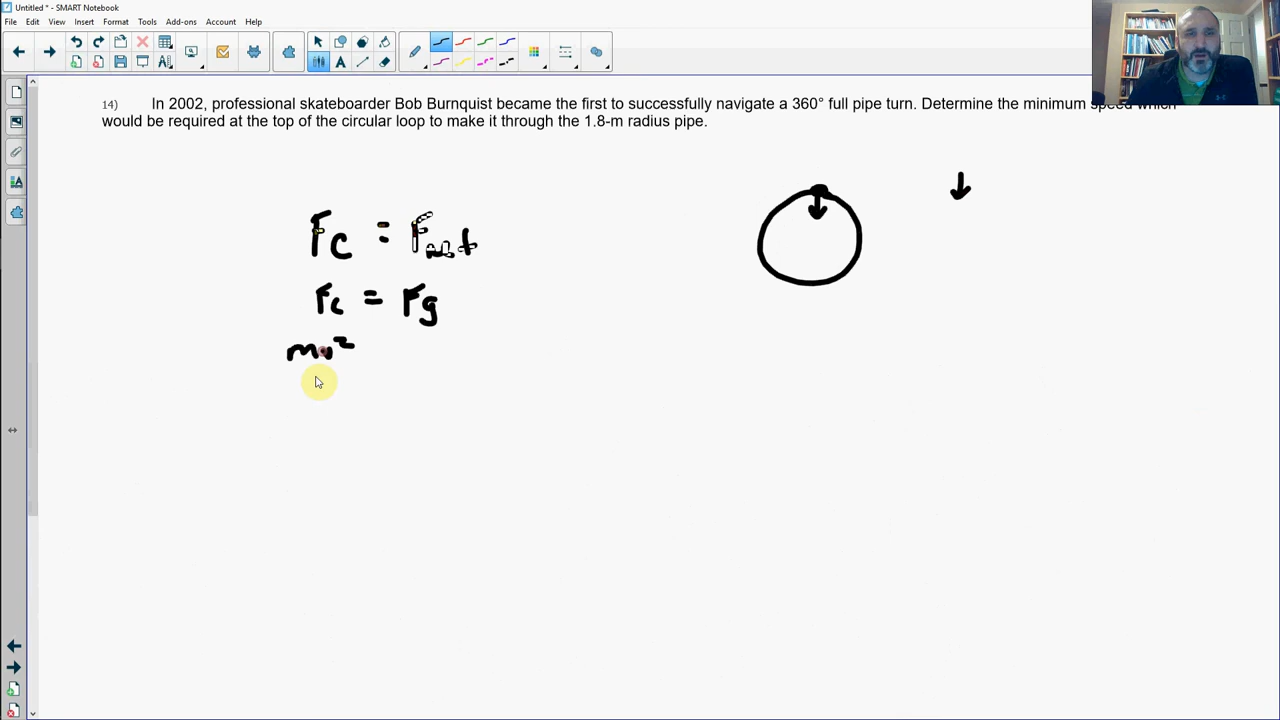 Untitled * - SMART Notebook
File Edit View Insert Format Tools Add-ons Account Help
14) In 2002, professional skateboarder Bob Burnquist became the first to successfully navigate a 360° full pipe turn. Determine the minimum speed which
would be required at the top of the circular loop to make it through the 1.8-m radius pipe.
Fc = Fnet
Fc = Fg
mv²